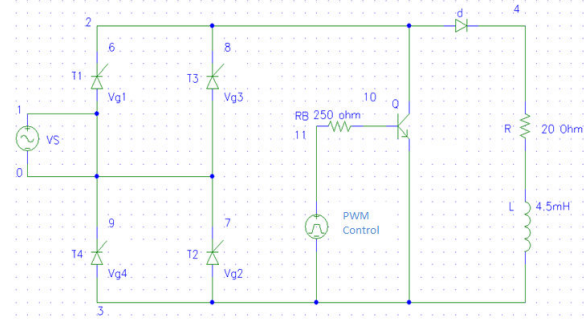 2
d
4
.6
.8
T1
T3
Vg1
Vg3
10
Q
1
VS
RB 250 ohm
11
R
20 Ohm
0
.9
.7
PWM
Control
L
4.5mH
T4
T2
Vg4
Vg2
3